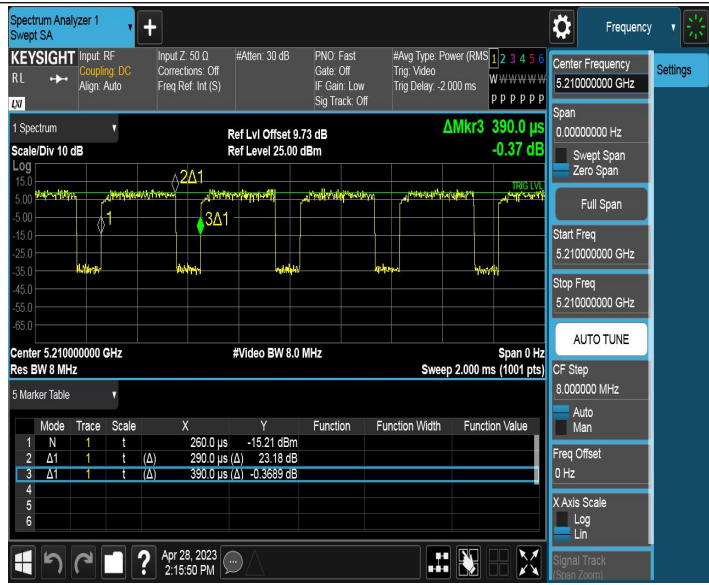 Spectrum Analyzer 1
Swept SA
+
Frequency
KEYSIGHT
RL
LXI
Input: RF
Coupling: DC
Align: Auto
Input Z: 50 Ω
Corrections: Off
Freq Ref: Int (S)
#Atten: 30 dB
PNO: Fast
Gate: Off
IF Gain: Low
Sig Track: Off
#Avg Type: Power (RMS
Trig: Video
Trig Delay: -2.000 ms
1 2 3 4 5 6
W W W W W W
P P P P P P
1 Spectrum
Scale/Div 10 dB
Ref Lvl Offset 9.73 dB
Ref Level 25.00 dBm
ΔMkr3 390.0 µs
-0.37 dB
Log
15.0
5.00
-5.00
-15.0
-25.0
-35.0
-45.0
-55.0
-65.0
2Δ1
TRIG LVL
1
3Δ1
Center 5.210000000 GHz
#Video BW 8.0 MHz
Span 0 Hz
Res BW 8 MHz
Sweep 2.000 ms (1001 pts)
5 Marker Table
Mode Trace Scale X Y Function Function Width Function Value
1 N 1 t 260.0 µs -15.21 dBm
2 Δ1 1 t (Δ) 290.0 µs (Δ) 23.18 dB
3 Δ1 1 t (Δ) 390.0 µs (Δ) -0.3689 dB
4
5
6
?
Apr 28, 2023
2:15:50 PM
Center Frequency
5.210000000 GHz
Settings
Span
0.00000000 Hz
Swept Span
Zero Span
Full Span
Start Freq
5.210000000 GHz
Stop Freq
5.210000000 GHz
AUTO TUNE
CF Step
8.000000 MHz
Auto
Man
Freq Offset
0 Hz
X Axis Scale
Log
Lin
Signal Track
(Span Zoom)